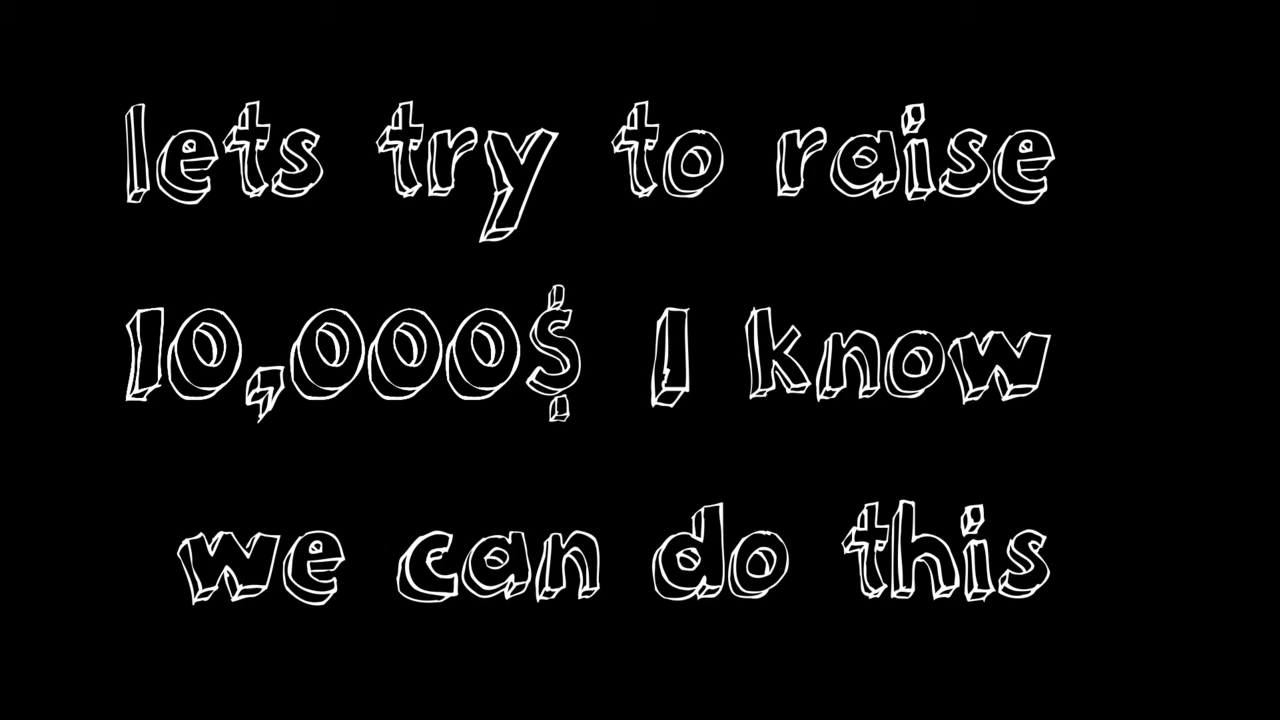 lets try to raise
10,000$ I know
we can do this